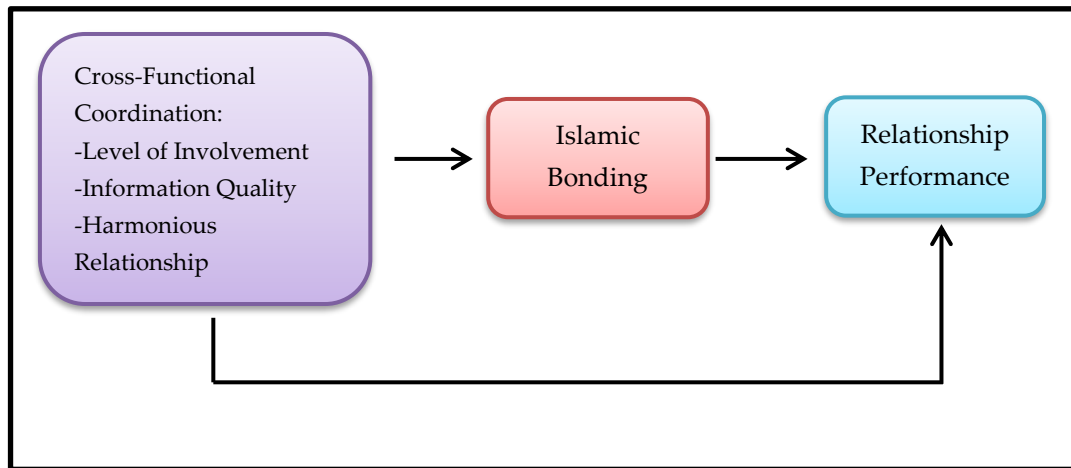 Cross-Functional
Coordination:
-Level of Involvement
-Information Quality
-Harmonious
Relationship
Islamic
Bonding
Relationship
Performance